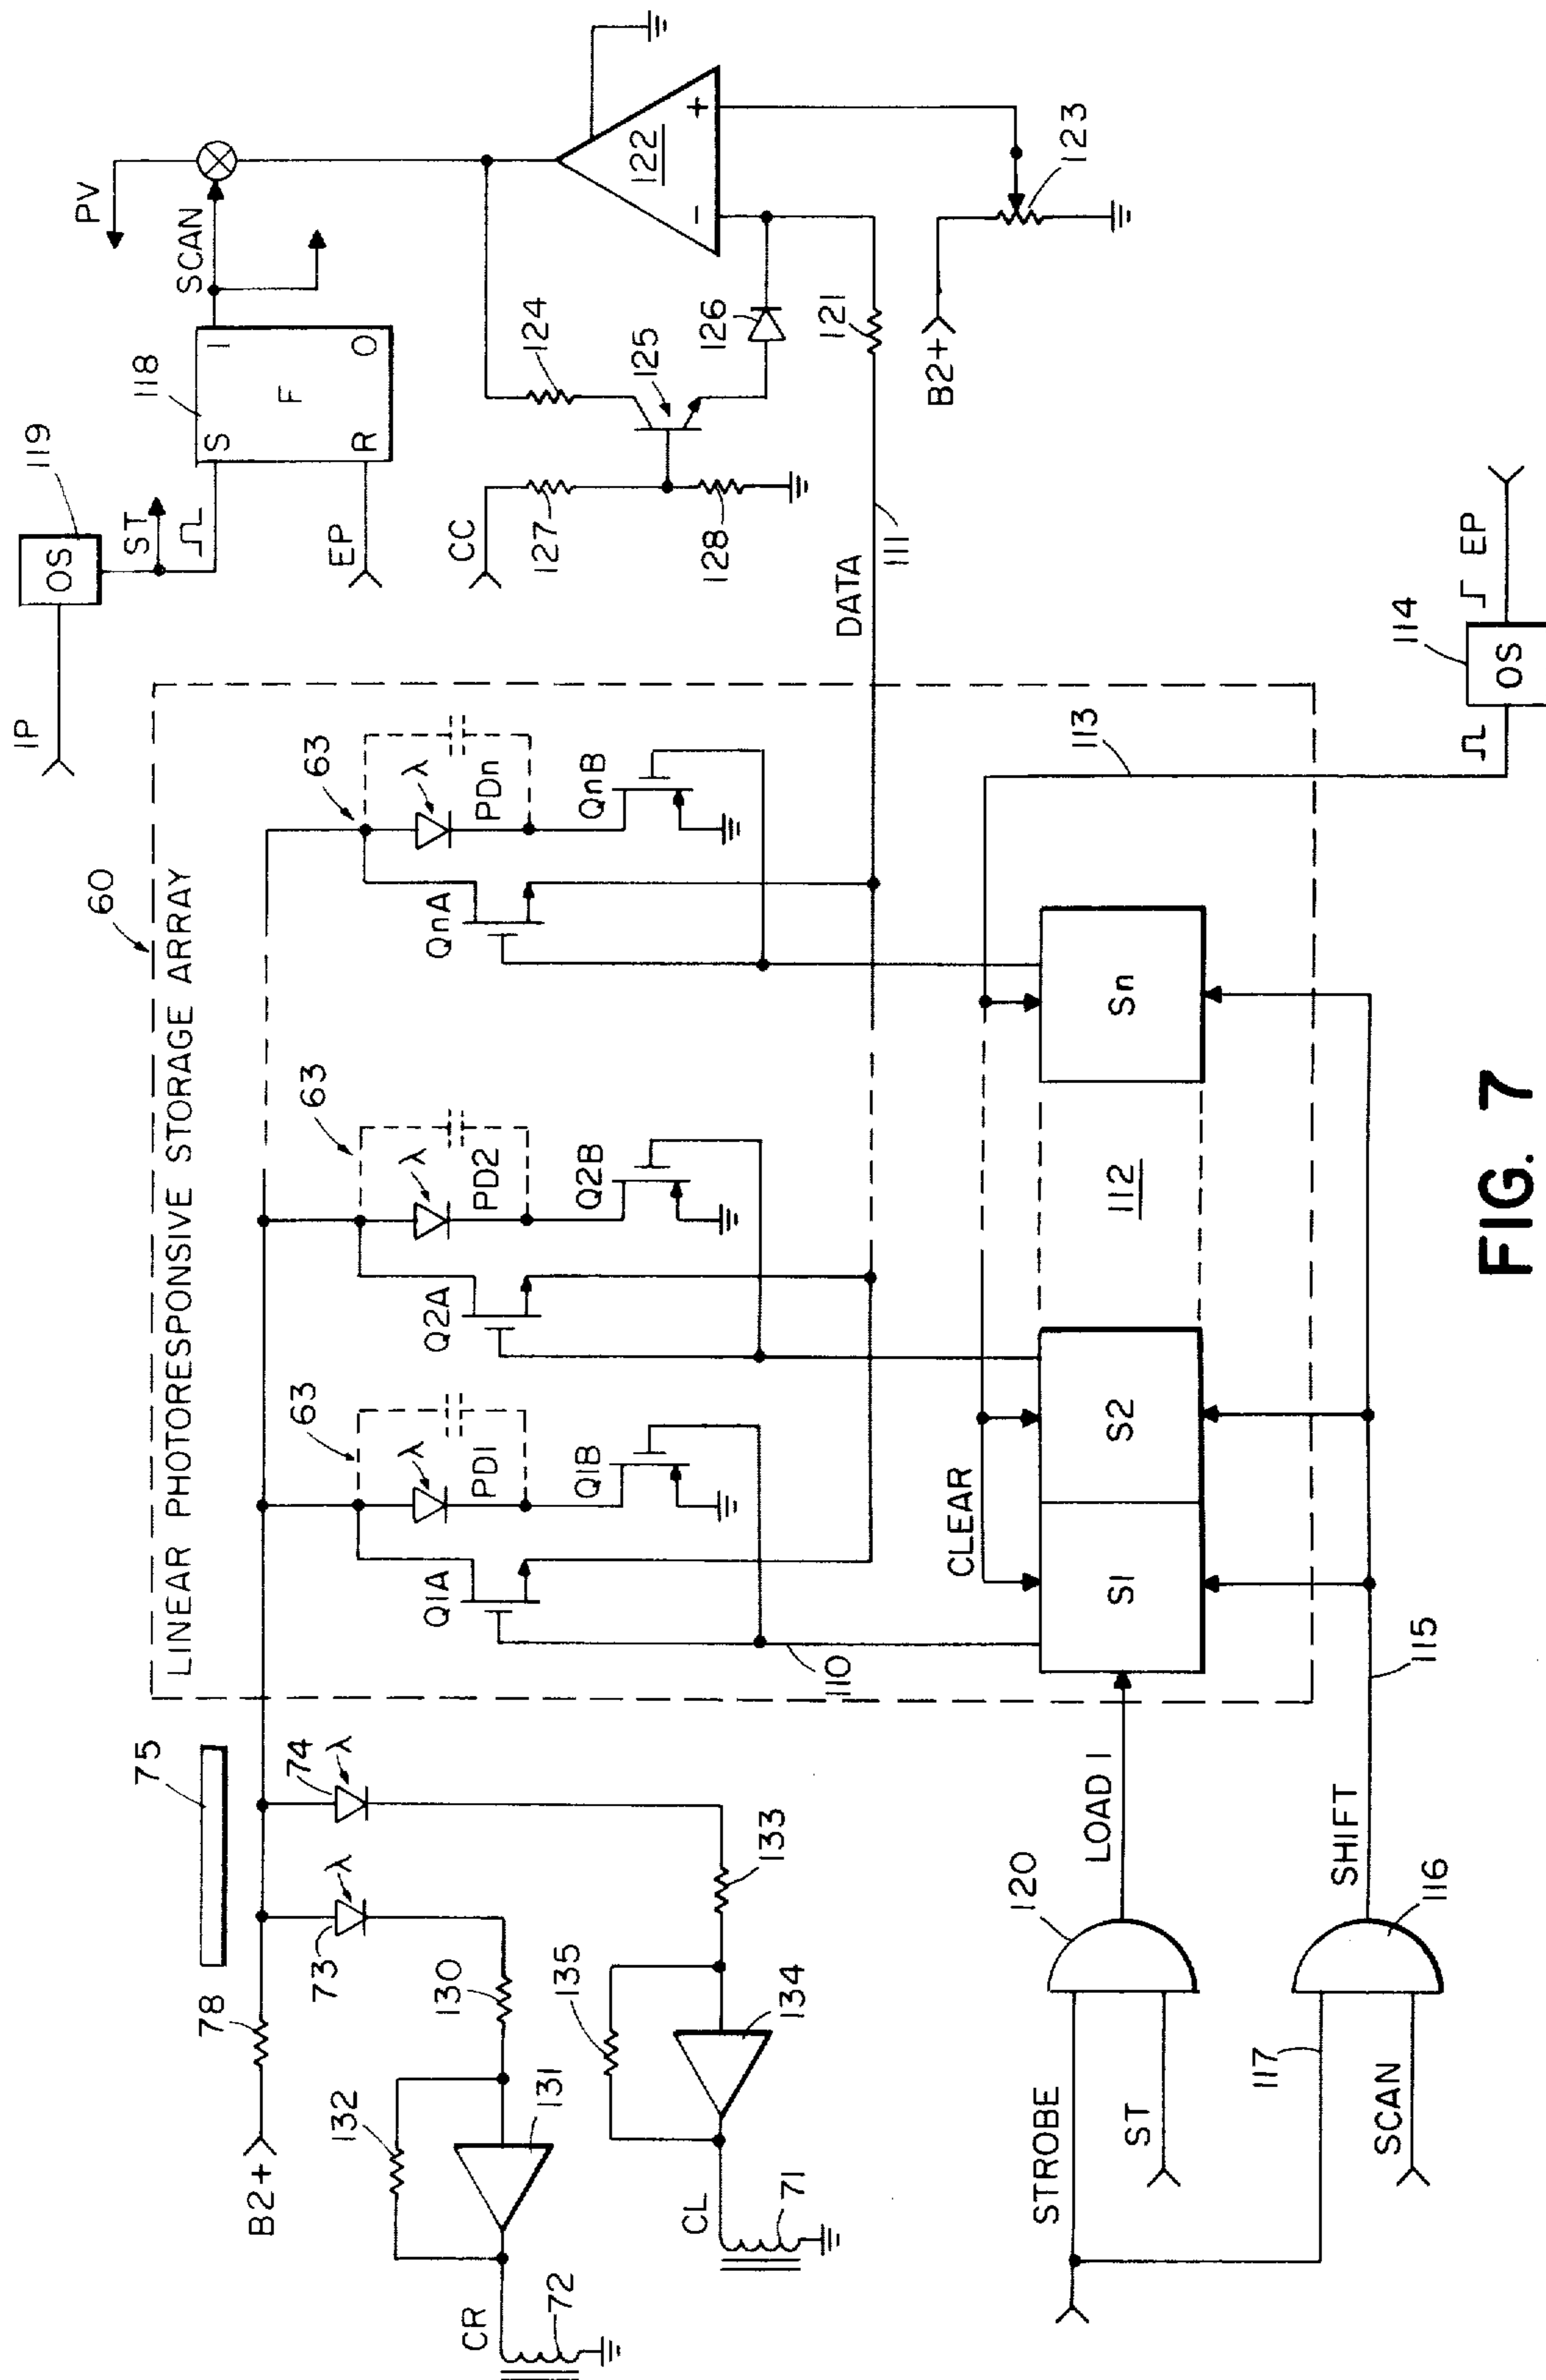 LINEAR PHOTORESPONSIVE STORAGE ARRAY
60
75
78
B2+
73
λ
74
λ
130
131
132
133
134
135
CR
72
CL
71
63
λ
PD1
Q1A
Q1B
110
63
λ
PD2
Q2A
Q2B
63
λ
PDn
QnA
QnB
CLEAR
S1
S2
112
Sn
113
114
OS
EP
STROBE
ST
120
LOAD 1
117
SCAN
116
SHIFT
115
IP
119
OS
ST
118
S
1
F
R
0
EP
SCAN
PV
CC
127
128
124
125
126
DATA
111
121
122
-
+
B2+
123
FIG. 7